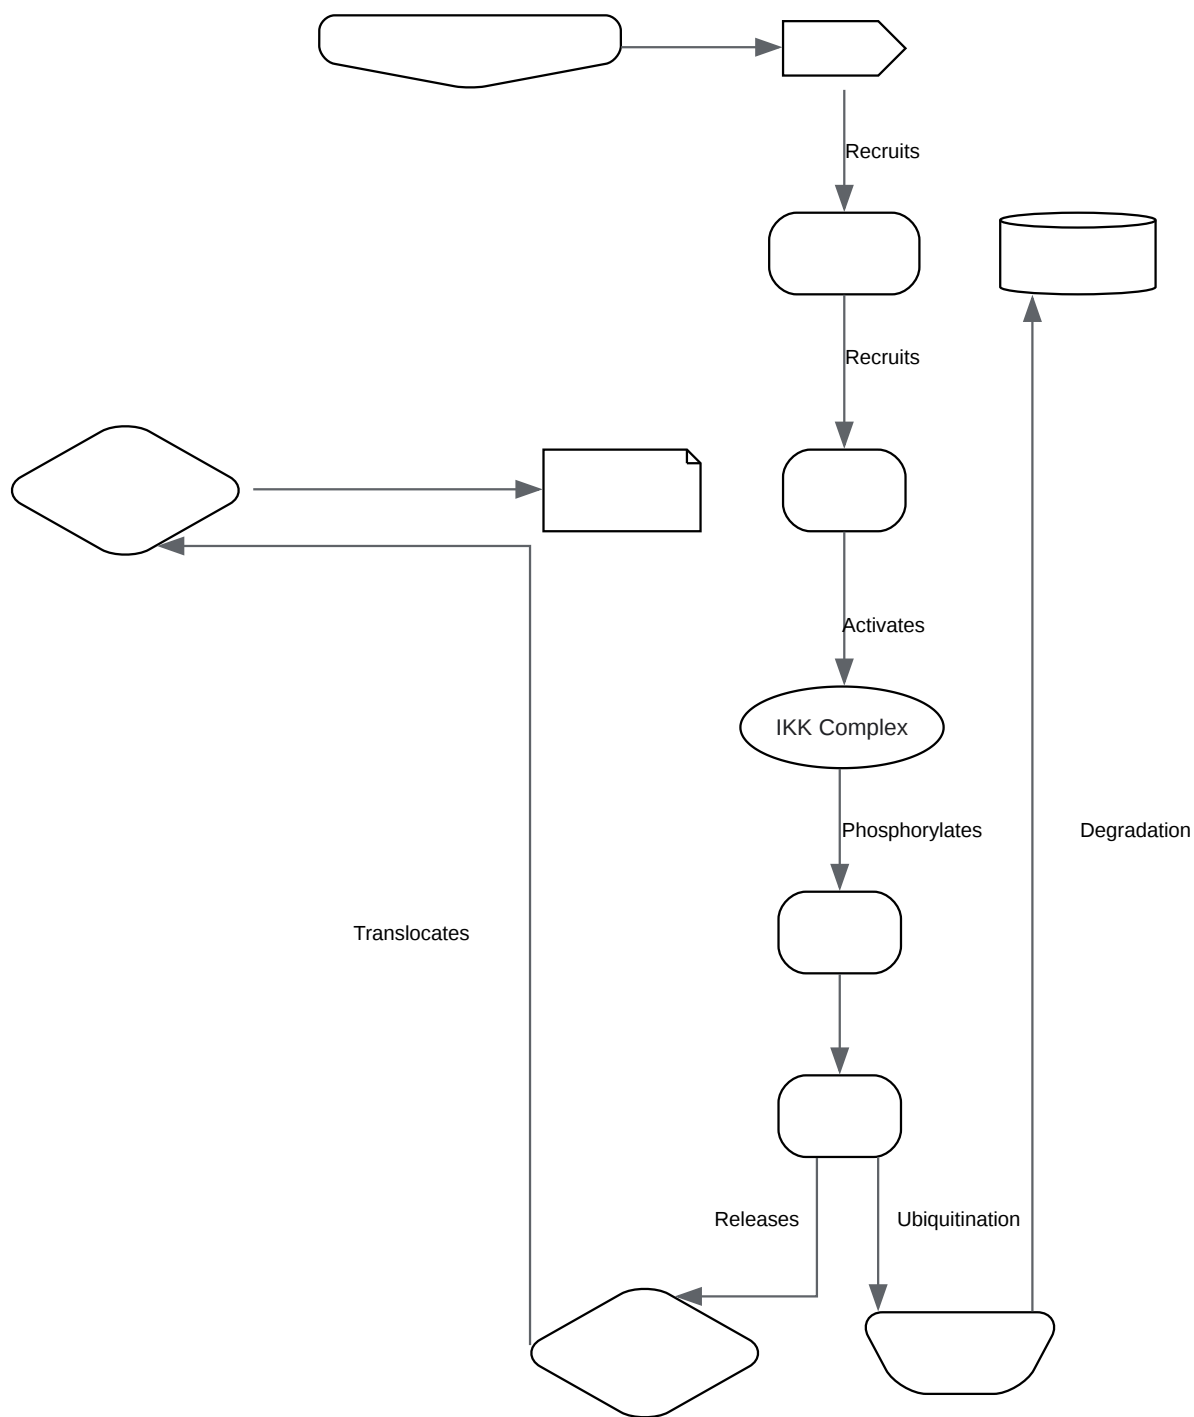 Recruits
Recruits
Activates
IKK Complex
Phosphorylates
Degradation
Translocates
Releases
Ubiquitination